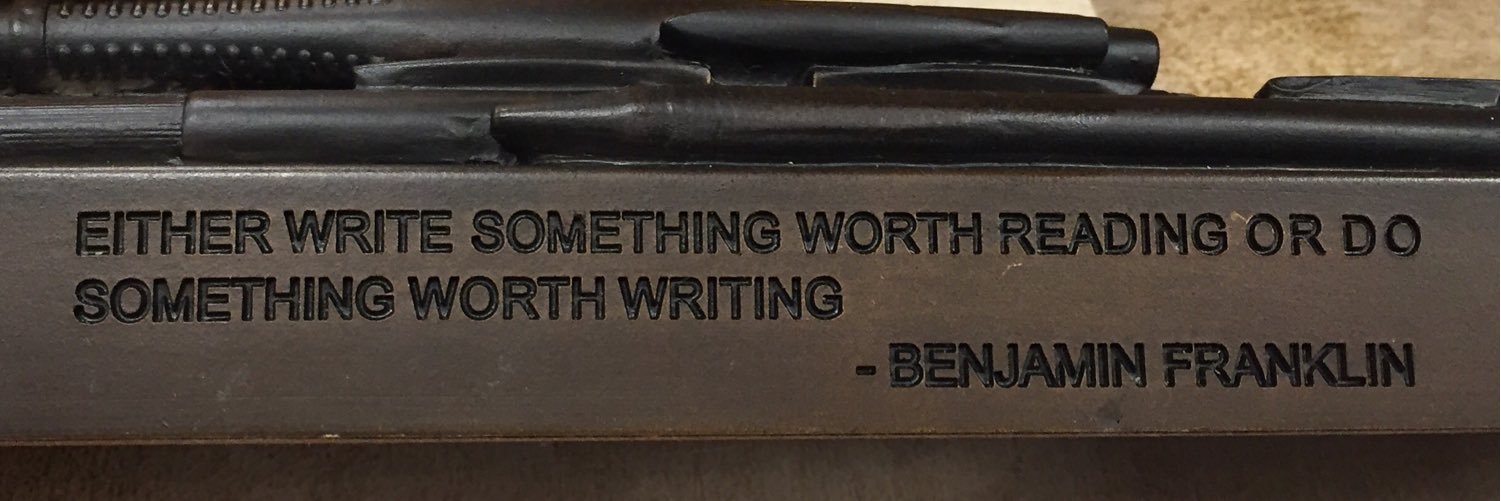 EITHER WRITE SOMETHING WORTH READING OR DO
SOMETHING WORTH WRITING
- BENJAMIN FRANKLIN